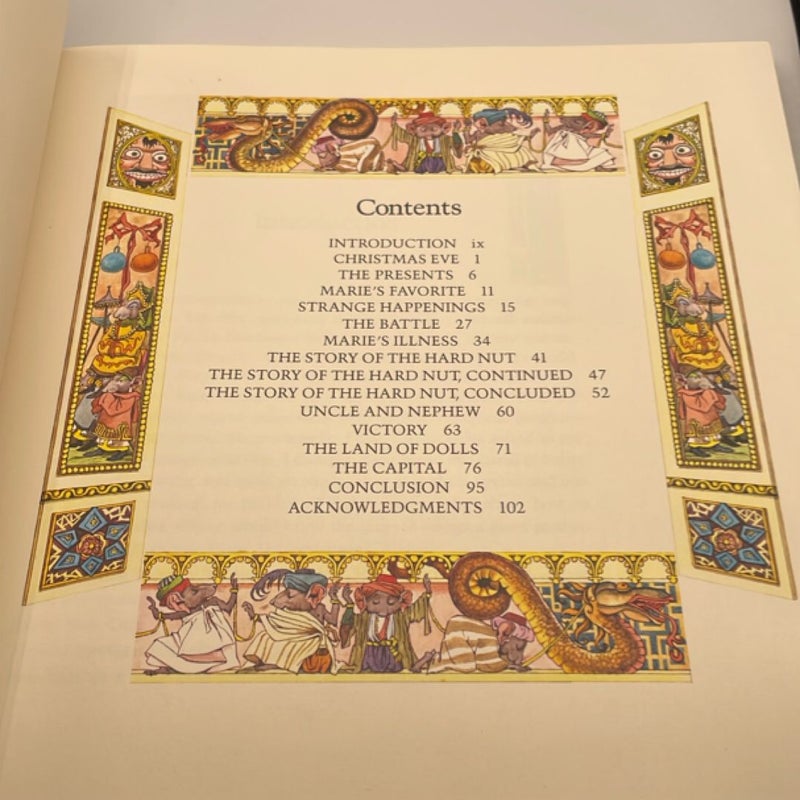 Contents
INTRODUCTION ix
CHRISTMAS EVE 1
THE PRESENTS 6
MARIE'S FAVORITE 11
STRANGE HAPPENINGS 15
THE BATTLE 27
MARIE'S ILLNESS 34
THE STORY OF THE HARD NUT 41
THE STORY OF THE HARD NUT, CONTINUED 47
THE STORY OF THE HARD NUT, CONCLUDED 52
UNCLE AND NEPHEW 60
VICTORY 63
THE LAND OF DOLLS 71
THE CAPITAL 76
CONCLUSION 95
ACKNOWLEDGMENTS 102